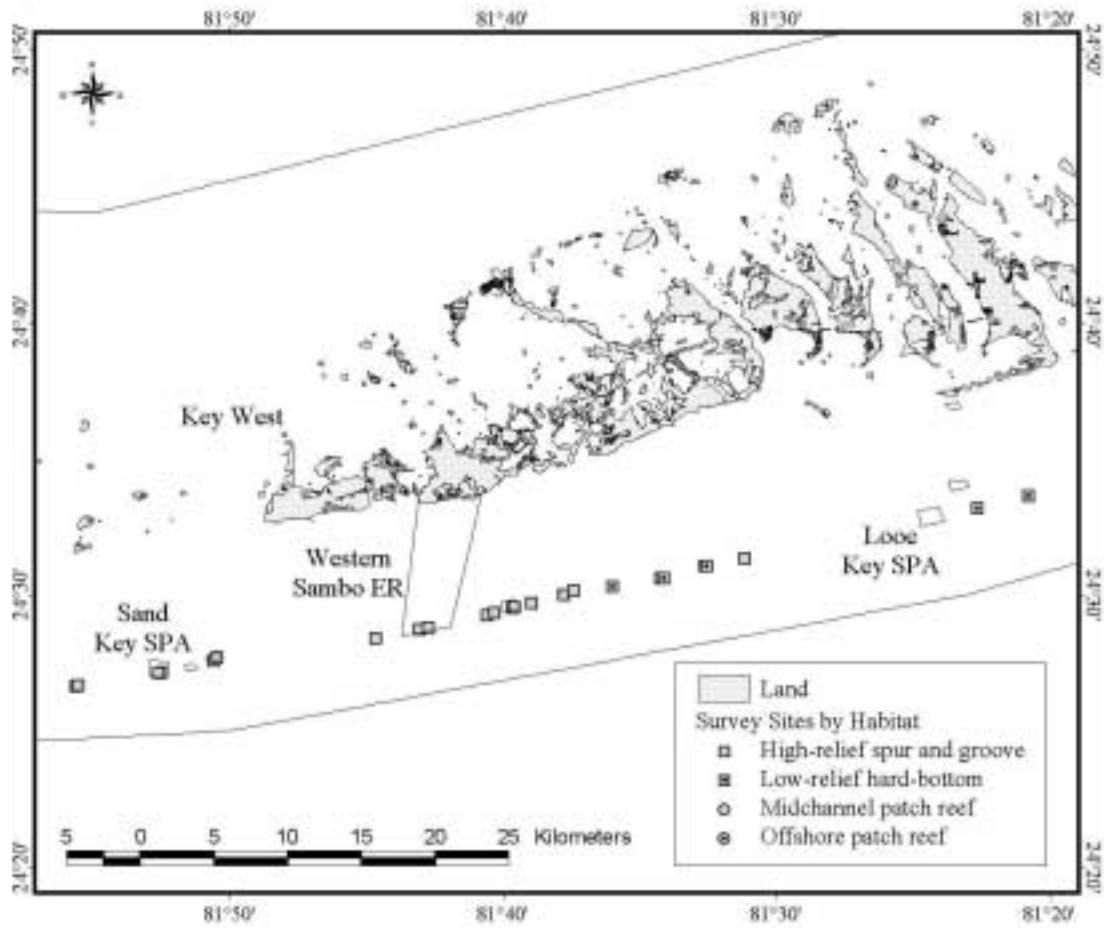 81°50' 81°40' 81°30' 81°20'
24°50' 24°50'
24°40' 24°40'
Key West
Western
Sambo ER
Looe
Key SPA
24°30' 24°30'
Sand
Key SPA
Land
Survey Sites by Habitat
High-relief spur and groove
Low-relief hard-bottom
Midchannel patch reef
Offshore patch reef
5 0 5 10 15 20 25 Kilometers
24°20' 24°20'
81°50' 81°40' 81°30' 81°20'